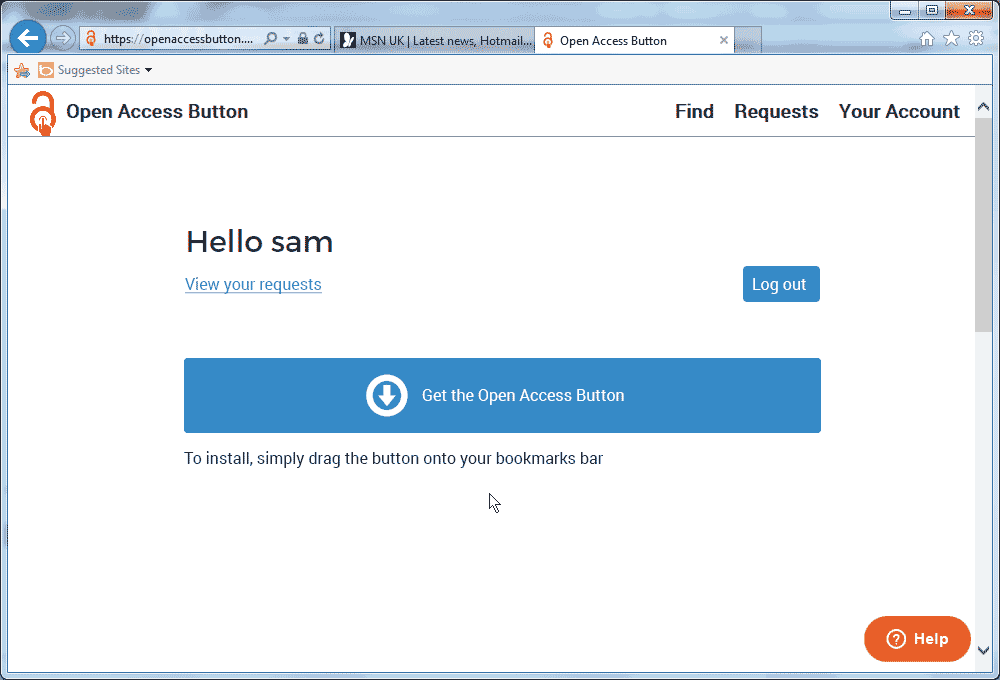 https://openaccessbutton....
MSN UK | Latest news, Hotmail...
Open Access Button
Suggested Sites
Open Access Button
Find
Requests
Your Account
Hello sam
View your requests
Log out
Get the Open Access Button
To install, simply drag the button onto your bookmarks bar
Help